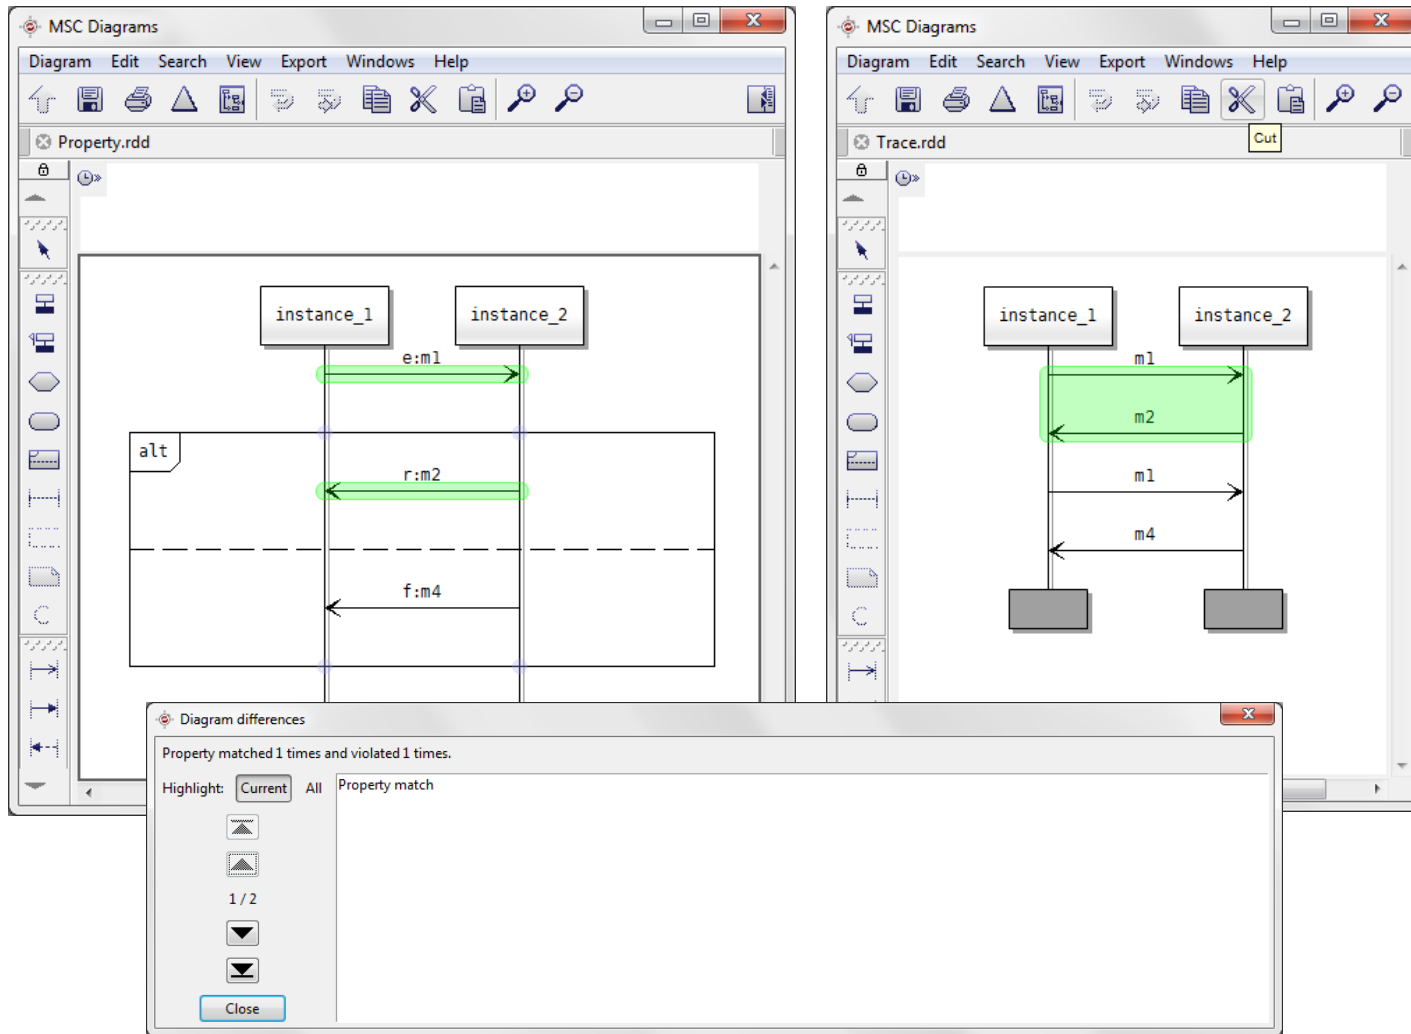 MSC Diagrams
Diagram Edit Search View Export Windows Help
Property.rdd
instance_1 instance_2
e:m1
alt
r:m2
f:m4
MSC Diagrams
Diagram Edit Search View Export Windows Help
Cut
Trace.rdd
instance_1 instance_2
m1
m2
m1
m4
Diagram differences
Property matched 1 times and violated 1 times.
Highlight: Current All
Property match
1 / 2
Close